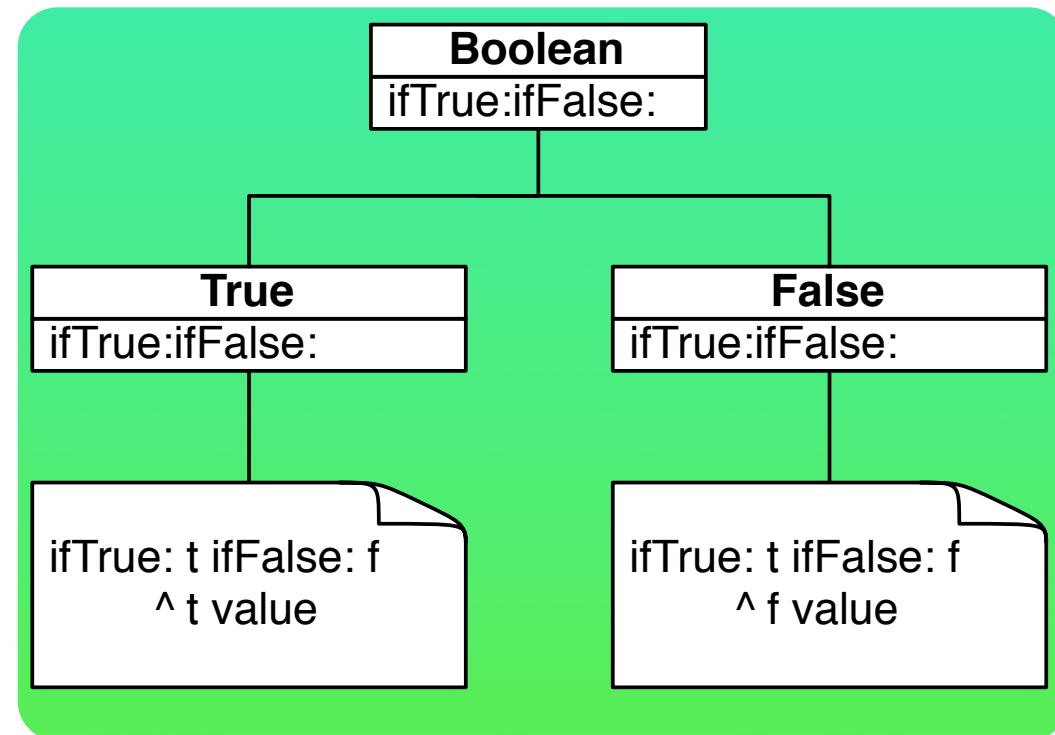 Boolean
ifTrue:ifFalse:
True
ifTrue:ifFalse:
False
ifTrue:ifFalse:
ifTrue: t ifFalse: f
^ t value
ifTrue: t ifFalse: f
^ f value